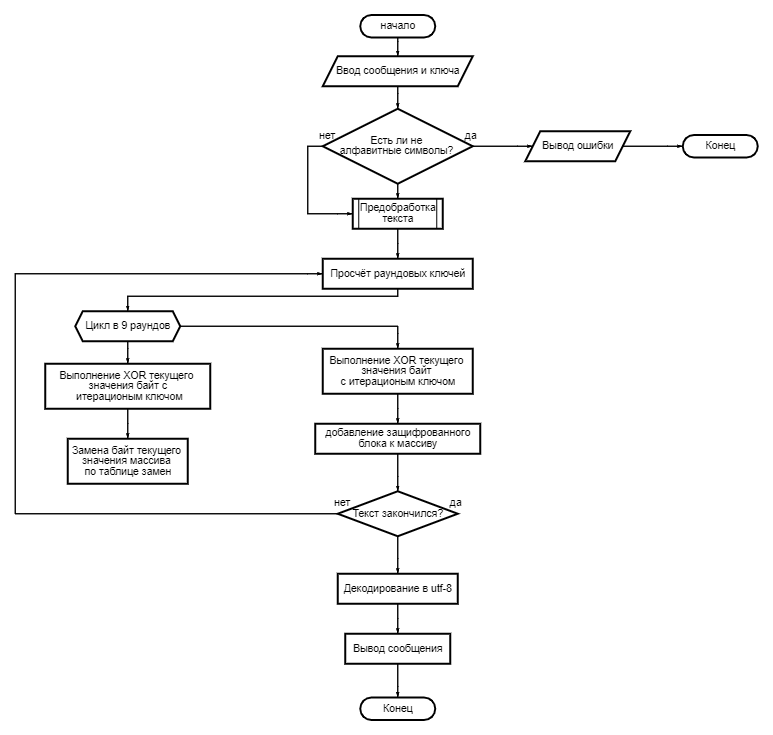 начало
Ввод сообщения и ключа
нет
Есть ли не
алфавитные символы?
да
Вывод ошибки
Конец
Предобработка
текста
Просчёт раундовых ключей
Цикл в 9 раундов
Выполнение XOR текущего
значения байт с
итерационым ключом
Замена байт текущего
значения массива
по таблице замен
Выполнение XOR текущего
значения байт
с итерационым ключом
добавление защифрованного
блока к массиву
нет
Текст закончился?
да
Декодирование в utf-8
Вывод сообщения
Конец